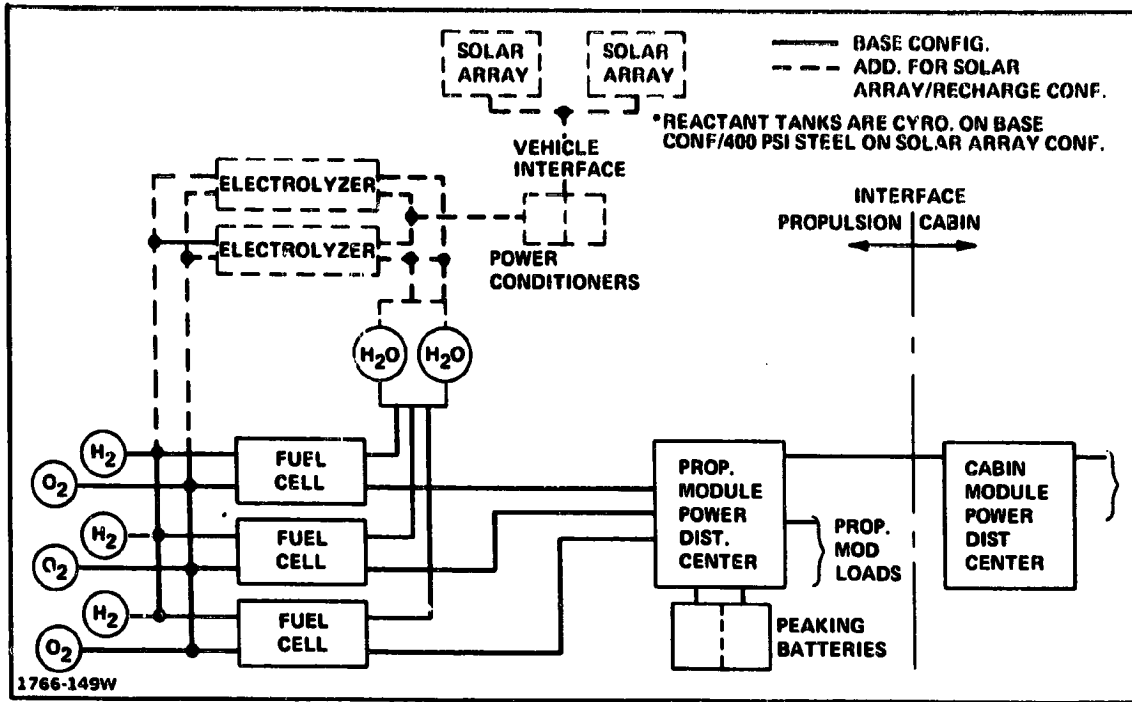 SOLAR
ARRAY
SOLAR
ARRAY
BASE CONFIG.
ADD. FOR SOLAR
ARRAY/RECHARGE CONF.
*REACTANT TANKS ARE CYRO. ON BASE
CONF/400 PSI STEEL ON SOLAR ARRAY CONF.
VEHICLE
INTERFACE
ELECTROLYZER
ELECTROLYZER
POWER
CONDITIONERS
INTERFACE
PROPULSION
CABIN
H₂O
H₂O
H₂
O₂
H₂
O₂
H₂
O₂
FUEL
CELL
FUEL
CELL
FUEL
CELL
PROP.
MODULE
POWER
DIST.
CENTER
PROP.
MOD
LOADS
CABIN
MODULE
POWER
DIST
CENTER
PEAKING
BATTERIES
1766-149W